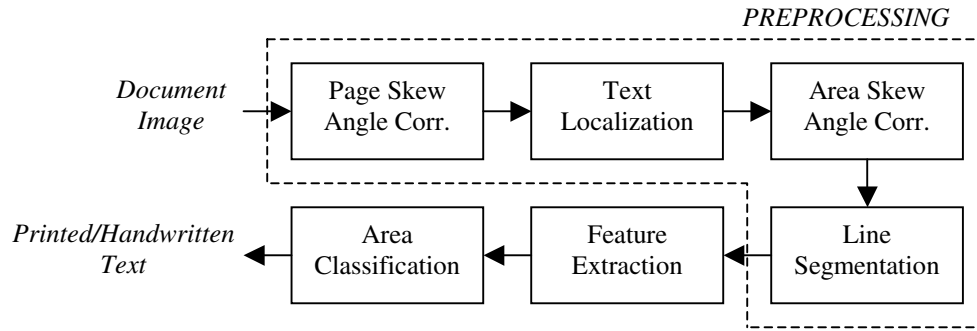 PREPROCESSING
Document
Image
Page Skew
Angle Corr.
Text
Localization
Area Skew
Angle Corr.
Line
Segmentation
Feature
Extraction
Area
Classification
Printed/Handwritten
Text